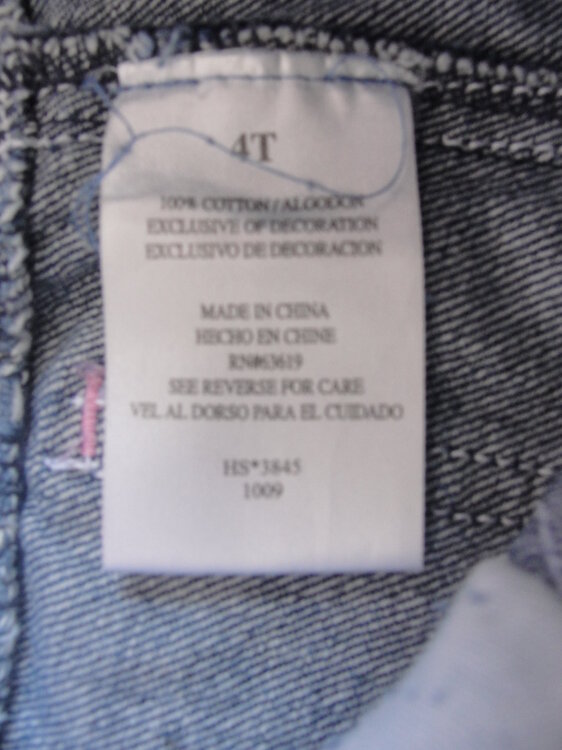 4T
100% COTTON / ALGODON
EXCLUSIVE OF DECORATION
EXCLUSIVO DE DECORACION
MADE IN CHINA
HECHO EN CHINE
RN#63619
SEE REVERSE FOR CARE
VEL AL DORSO PARA EL CUIDADO
HS*3845
1009